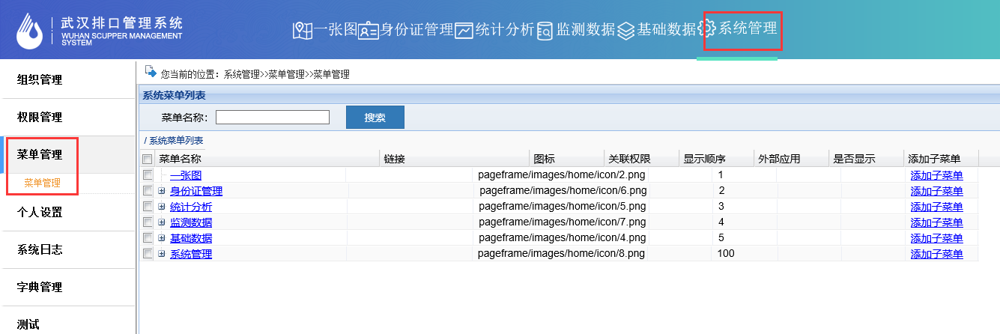 武汉排口管理系统
WUHAN SCUPPER MANAGEMENT
SYSTEM
一张图 身份证管理 统计分析 监测数据 基础数据 系统管理
组织管理
权限管理
菜单管理
菜单管理
个人设置
系统日志
字典管理
测试
您当前的位置：系统管理>>菜单管理>>菜单管理
系统菜单列表
菜单名称： 搜索
/ 系统菜单列表
菜单名称 链接 图标 关联权限 显示顺序 外部应用 是否显示 添加子菜单
一张图 pageframe/images/home/icon/2.png 1 添加子菜单
身份证管理 pageframe/images/home/icon/6.png 2 添加子菜单
统计分析 pageframe/images/home/icon/5.png 3 添加子菜单
监测数据 pageframe/images/home/icon/7.png 4 添加子菜单
基础数据 pageframe/images/home/icon/4.png 5 添加子菜单
系统管理 pageframe/images/home/icon/8.png 100 添加子菜单